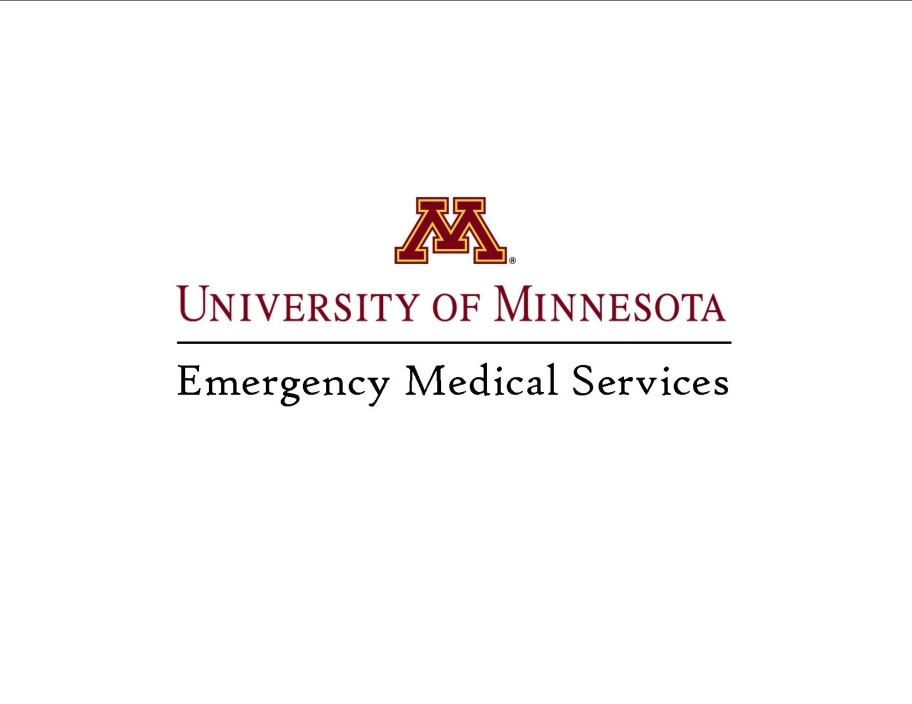 M®
UNIVERSITY OF MINNESOTA
Emergency Medical Services